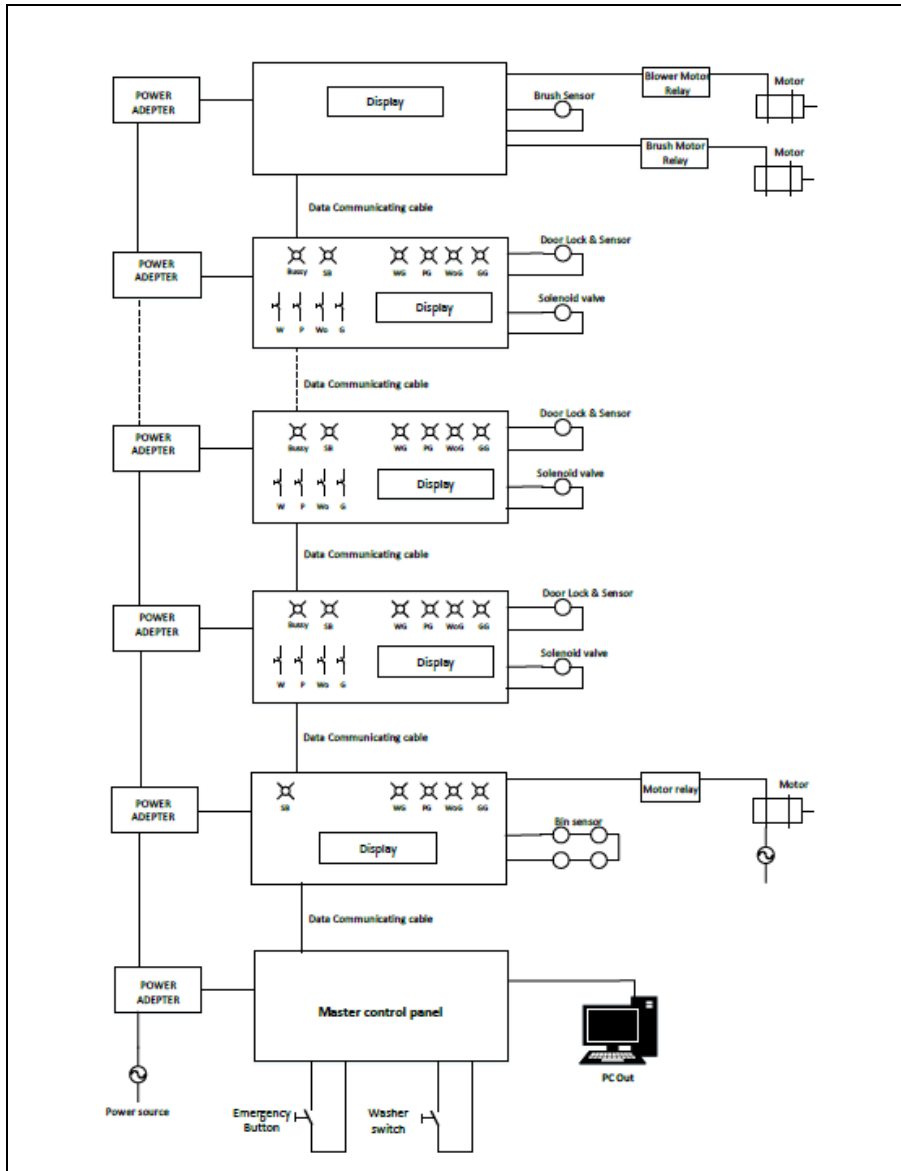 POWER
ADEPTER
Display
Brush Sensor
Blower Motor
Relay
Motor
Brush Motor
Relay
Motor
Data Communicating cable
POWER
ADEPTER
Bussy SB WG PG WoG GG
Display
W P Wo G
Door Lock & Sensor
Solenoid valve
Data Communicating cable
POWER
ADEPTER
Bussy SB WG PG WoG GG
Display
W P Wo G
Door Lock & Sensor
Solenoid valve
Data Communicating cable
POWER
ADEPTER
Bussy SB WG PG WoG GG
Display
W P Wo G
Door Lock & Sensor
Solenoid valve
Data Communicating cable
POWER
ADEPTER
SB WG PG WoG GG
Display
Motor relay
Motor
Bin sensor
Data Communicating cable
POWER
ADEPTER
Master control panel
PC Out
Power source
Emergency
Button
Washer
switch